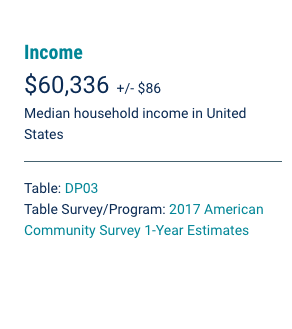 Income
$60,336 +/- $86
Median household income in United
States
Table: DP03
Table Survey/Program: 2017 American
Community Survey 1-Year Estimates